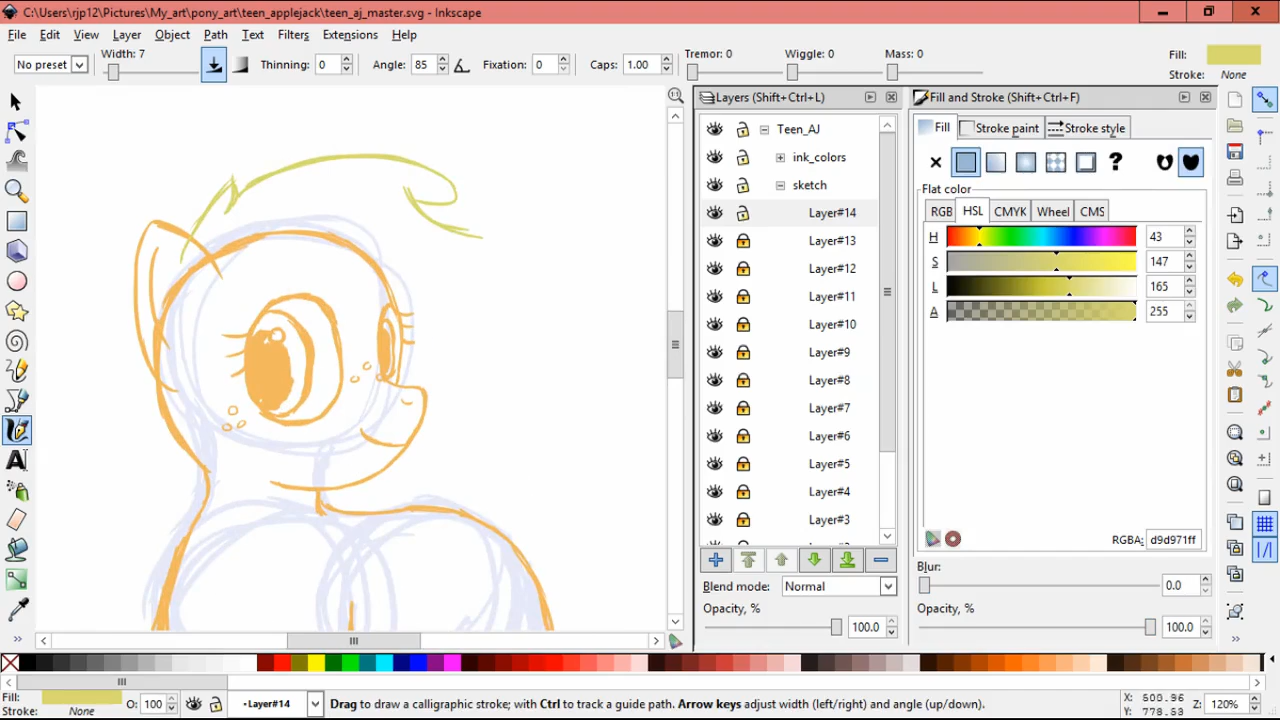 C:\Users\rjp12\Pictures\My_art\pony_art\teen_applejack\teen_aj_master.svg - Inkscape
File Edit View Layer Object Path Text Filters Extensions Help
No preset Width: 7 Thinning: 0 Angle: 85 Fixation: 0 Caps: 1.00 Tremor: 0 Wiggle: 0 Mass: 0 Fill: Stroke: None
Layers (Shift+Ctrl+L)
Teen_AJ
ink_colors
sketch
Layer#14
Layer#13
Layer#12
Layer#11
Layer#10
Layer#9
Layer#8
Layer#7
Layer#6
Layer#5
Layer#4
Layer#3
Blend mode: Normal
Opacity, % 100.0
Fill and Stroke (Shift+Ctrl+F)
Fill Stroke paint Stroke style
?
Flat color
RGB HSL CMYK Wheel CMS
H 43
S 147
L 165
A 255
RGBA: d9d971ff
Blur: 0.0
Opacity, % 100.0
Fill: Stroke: None O: 100 •Layer#14 Drag to draw a calligraphic stroke; with Ctrl to track a guide path. Arrow keys adjust width (left/right) and angle (up/down). X: 500.96 Y: 778.53 Z: 120%